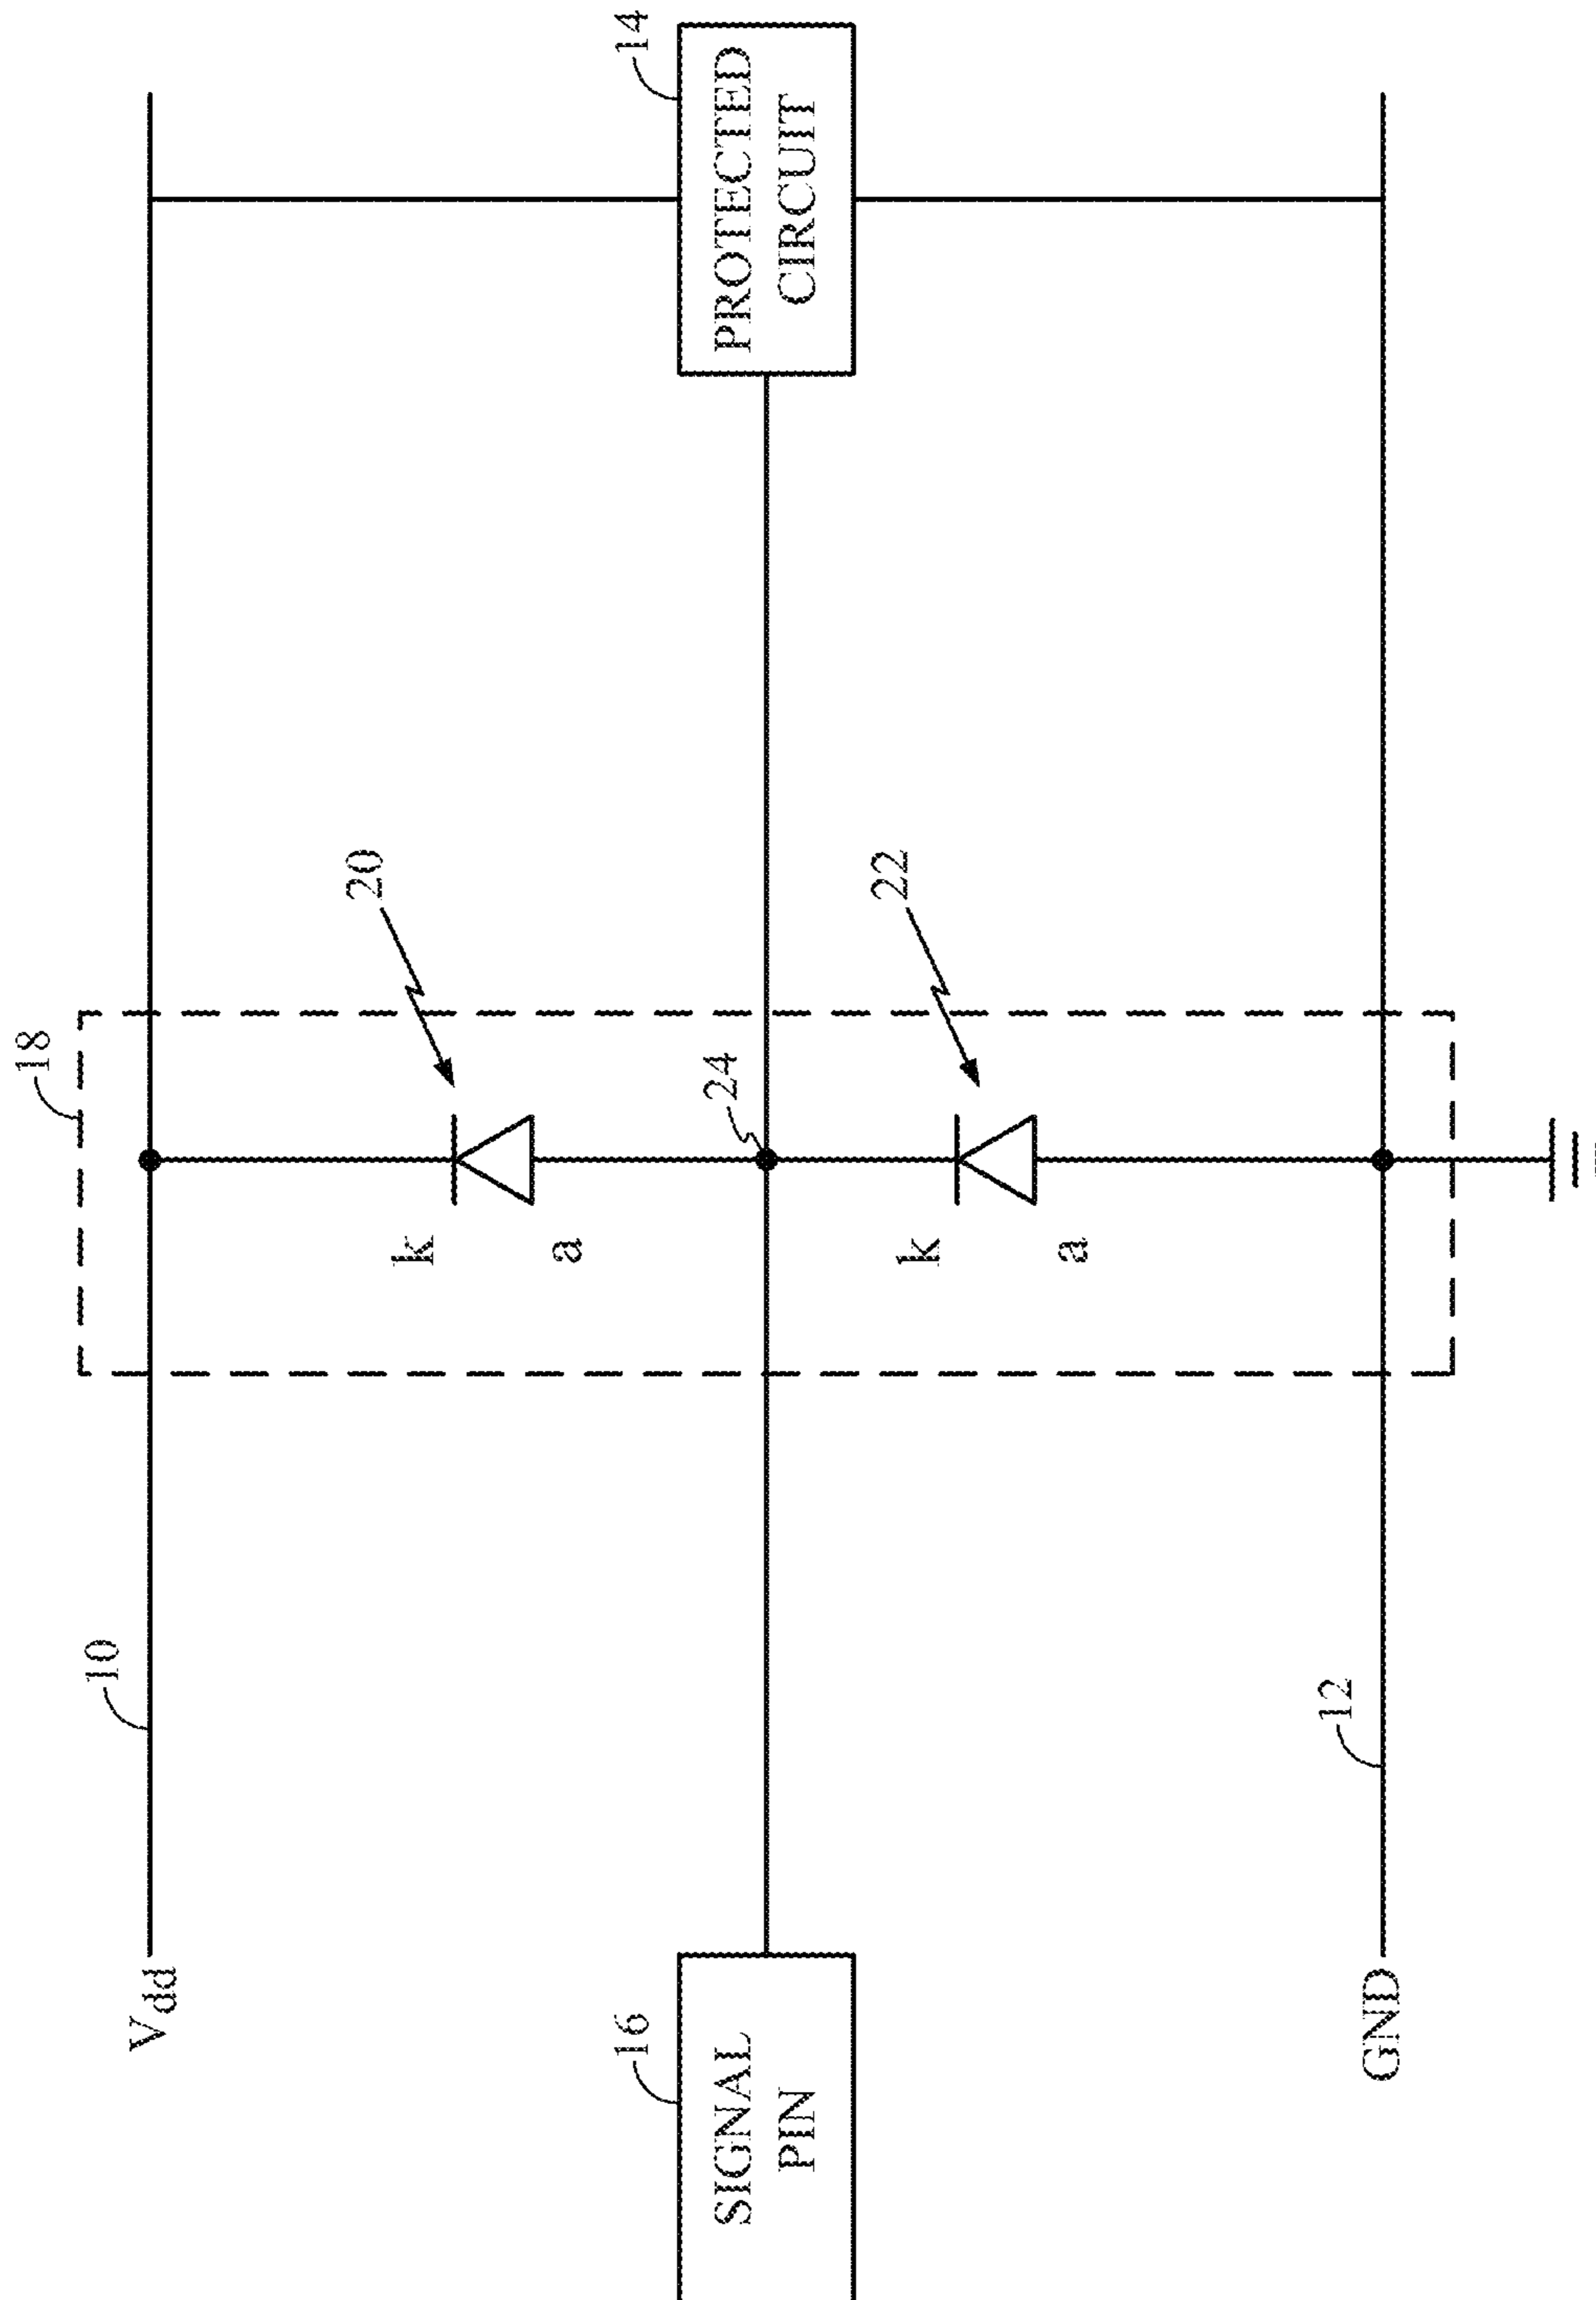 18
10
Vdd
20
k
a
14
PROTECTED
CIRCUIT
24
16
SIGNAL
PIN
22
k
a
12
GND